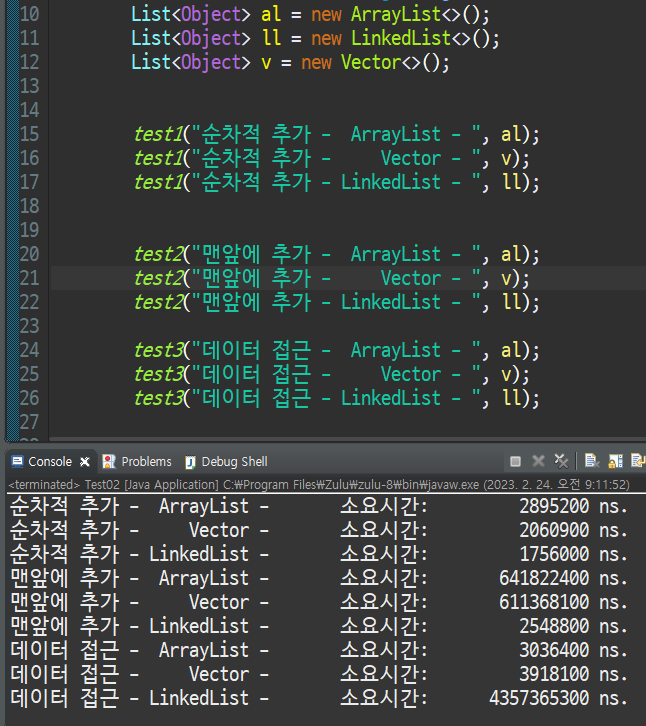 10 List<Object> al = new ArrayList<>();
11 List<Object> ll = new LinkedList<>();
12 List<Object> v = new Vector<>();
13
14
15 test1("순차적 추가 -  ArrayList - ", al);
16 test1("순차적 추가 -     Vector - ", v);
17 test1("순차적 추가 - LinkedList - ", ll);
18
19
20 test2("맨앞에 추가 -  ArrayList - ", al);
21 test2("맨앞에 추가 -     Vector - ", v);
22 test2("맨앞에 추가 - LinkedList - ", ll);
23
24 test3("데이터 접근 -  ArrayList - ", al);
25 test3("데이터 접근 -     Vector - ", v);
26 test3("데이터 접근 - LinkedList - ", ll);
27
Console Problems Debug Shell
<terminated> Test02 [Java Application] C:₩Program Files₩Zulu₩zulu-8₩bin₩javaw.exe (2023. 2. 24. 오전 9:11:52)
순차적 추가 -  ArrayList - 소요시간: 2895200 ns.
순차적 추가 -     Vector - 소요시간: 2060900 ns.
순차적 추가 - LinkedList - 소요시간: 1756000 ns.
맨앞에 추가 -  ArrayList - 소요시간: 641822400 ns.
맨앞에 추가 -     Vector - 소요시간: 611368100 ns.
맨앞에 추가 - LinkedList - 소요시간: 2548800 ns.
데이터 접근 -  ArrayList - 소요시간: 3036400 ns.
데이터 접근 -     Vector - 소요시간: 3918100 ns.
데이터 접근 - LinkedList - 소요시간: 4357365300 ns.